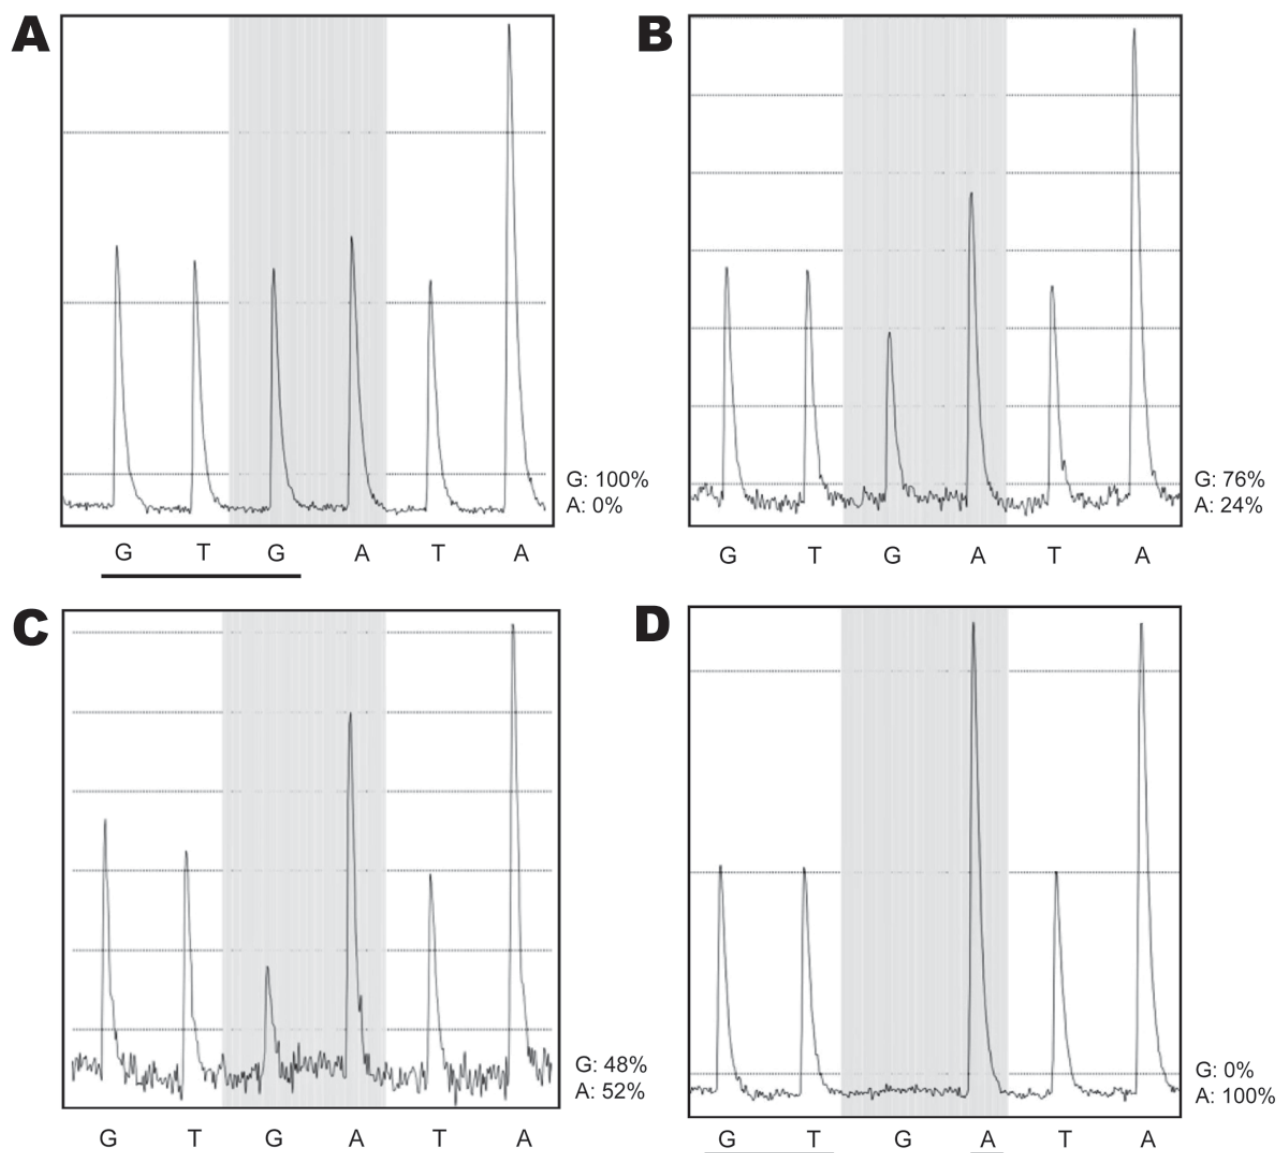 A
B
G: 100%
A: 0%
G: 76%
A: 24%
G T G A T A
G T G A T A
C
D
G: 48%
A: 52%
G: 0%
A: 100%
G T G A T A
G T G A T A